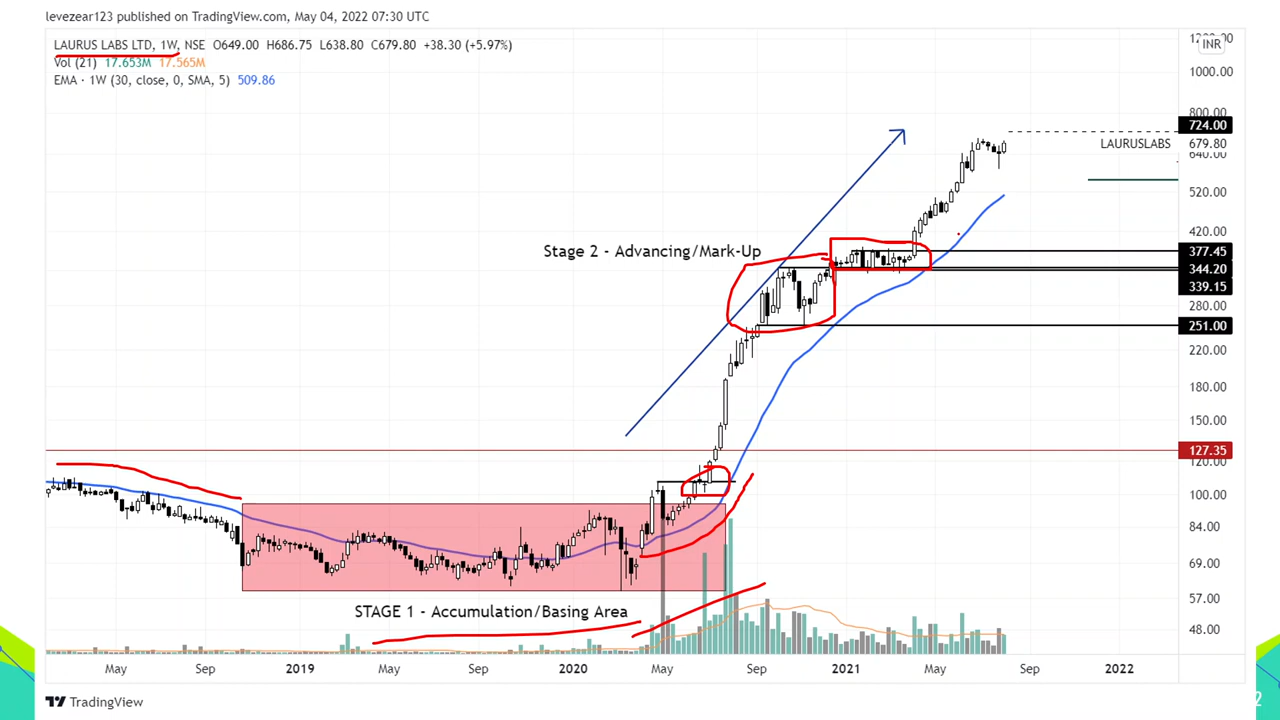 levezear123 published on TradingView.com, May 04, 2022 07:30 UTC
LAURUS LABS LTD, 1W, NSE O649.00 H686.75 L638.80 C679.80 +38.30 (+5.97%)
Vol (21) 17.653M 17.565M
EMA · 1W (30, close, 0, SMA, 5) 509.86
INR
1000.00
800.00
724.00
LAURUSLABS 679.80
640.00
520.00
420.00
Stage 2 - Advancing/Mark-Up
377.45
344.20
339.15
280.00
251.00
220.00
180.00
150.00
127.35
120.00
100.00
84.00
69.00
57.00
STAGE 1 - Accumulation/Basing Area
48.00
May Sep 2019 May Sep 2020 May Sep 2021 May Sep 2022
TradingView
2